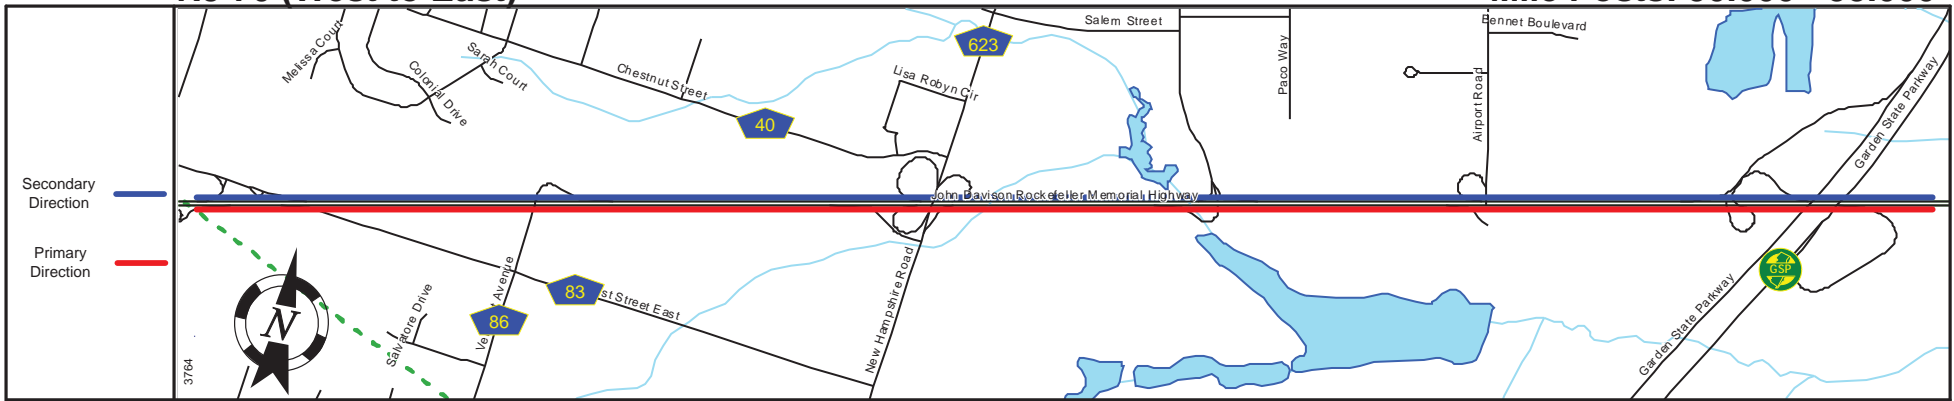 Secondary
Direction
Primary
Direction
Melissa Court
Colonial Drive
Sarah Court
Chestnut Street
40
623
Lisa Robyn Cir
Salem Street
Paco Way
Airport Road
Bennet Boulevard
Garden State Parkway
John Davison Rockefeller Memorial Highway
3764
N
Salvatore Drive
Ve Avenue
86
83
st Street East
New Hampshire Road
Garden State Parkway
GSP